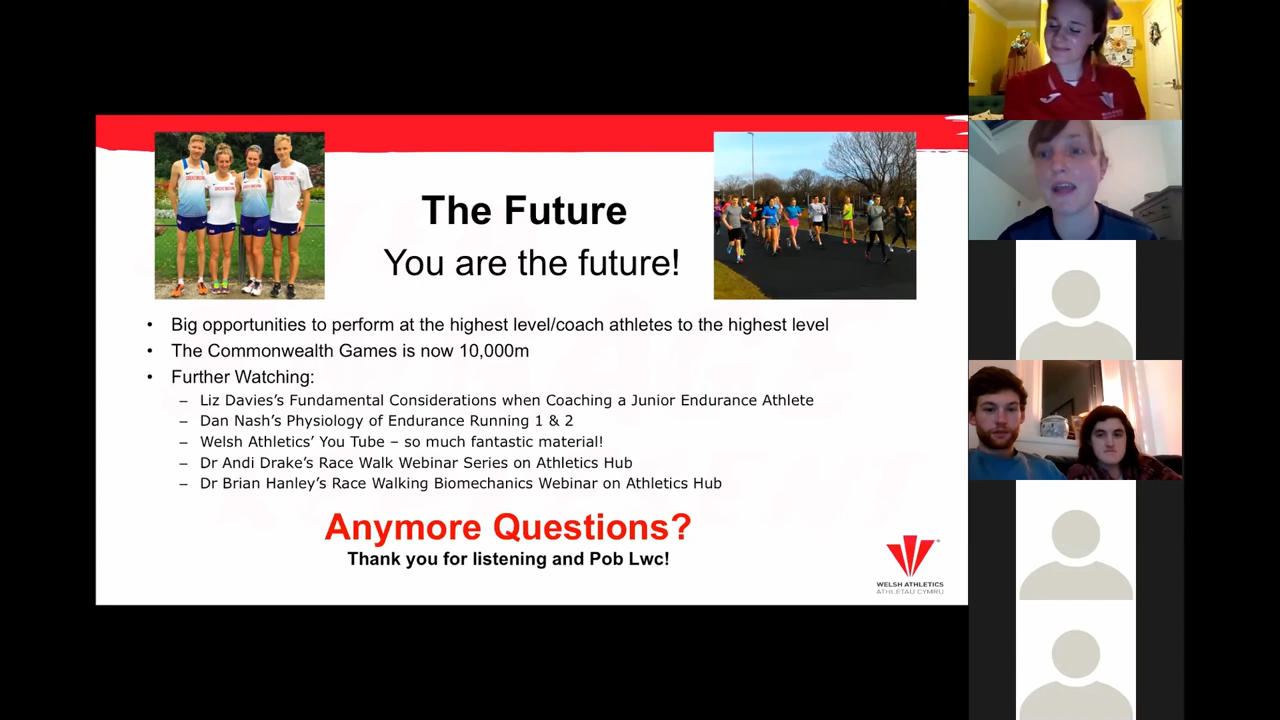 The Future
You are the future!
• Big opportunities to perform at the highest level/coach athletes to the highest level
• The Commonwealth Games is now 10,000m
• Further Watching:
– Liz Davies's Fundamental Considerations when Coaching a Junior Endurance Athlete
– Dan Nash's Physiology of Endurance Running 1 & 2
– Welsh Athletics' You Tube – so much fantastic material!
– Dr Andi Drake's Race Walk Webinar Series on Athletics Hub
– Dr Brian Hanley's Race Walking Biomechanics Webinar on Athletics Hub
Anymore Questions?
Thank you for listening and Pob Lwc!
WELSH ATHLETICS
ATHLETAU CYMRU